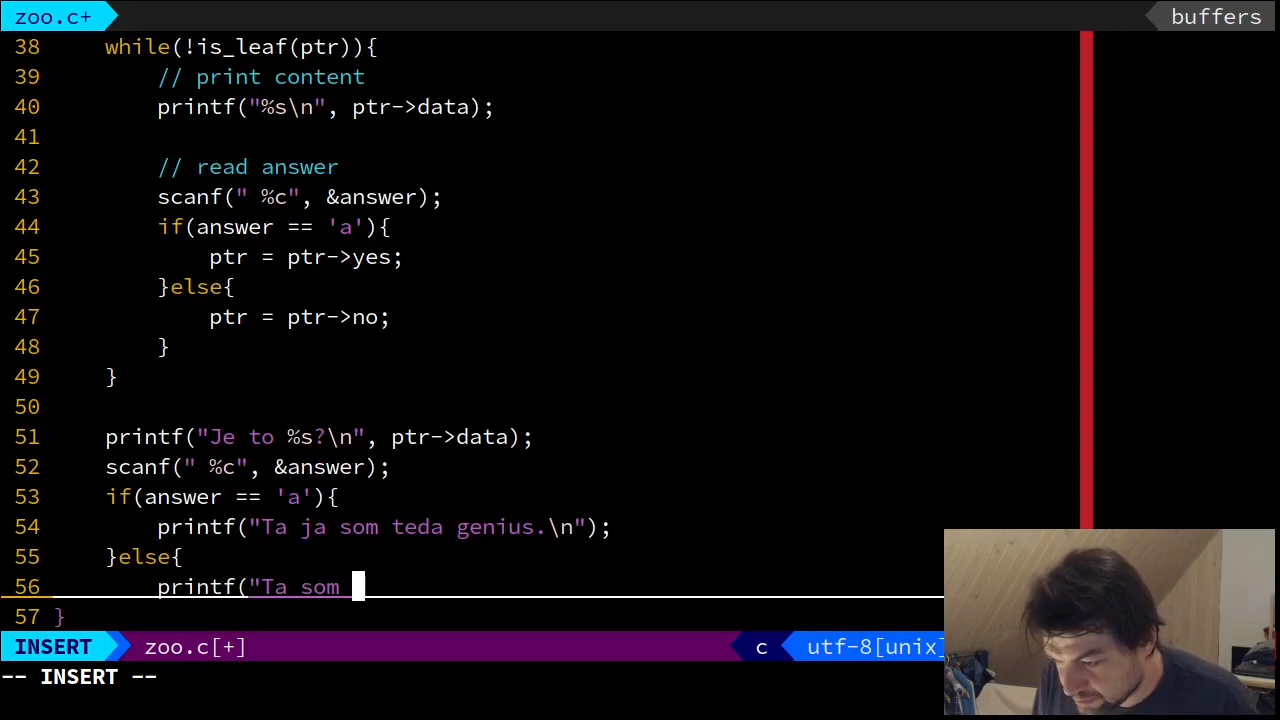 zoo.c+ buffers
38     while(!is_leaf(ptr)){
39         // print content
40         printf("%s\n", ptr->data);
41
42         // read answer
43         scanf(" %c", &answer);
44         if(answer == 'a'){
45             ptr = ptr->yes;
46         }else{
47             ptr = ptr->no;
48         }
49     }
50
51     printf("Je to %s?\n", ptr->data);
52     scanf(" %c", &answer);
53     if(answer == 'a'){
54         printf("Ta ja som teda genius.\n");
55     }else{
56         printf("Ta som
57 }
INSERT zoo.c[+] c utf-8[unix]
-- INSERT --